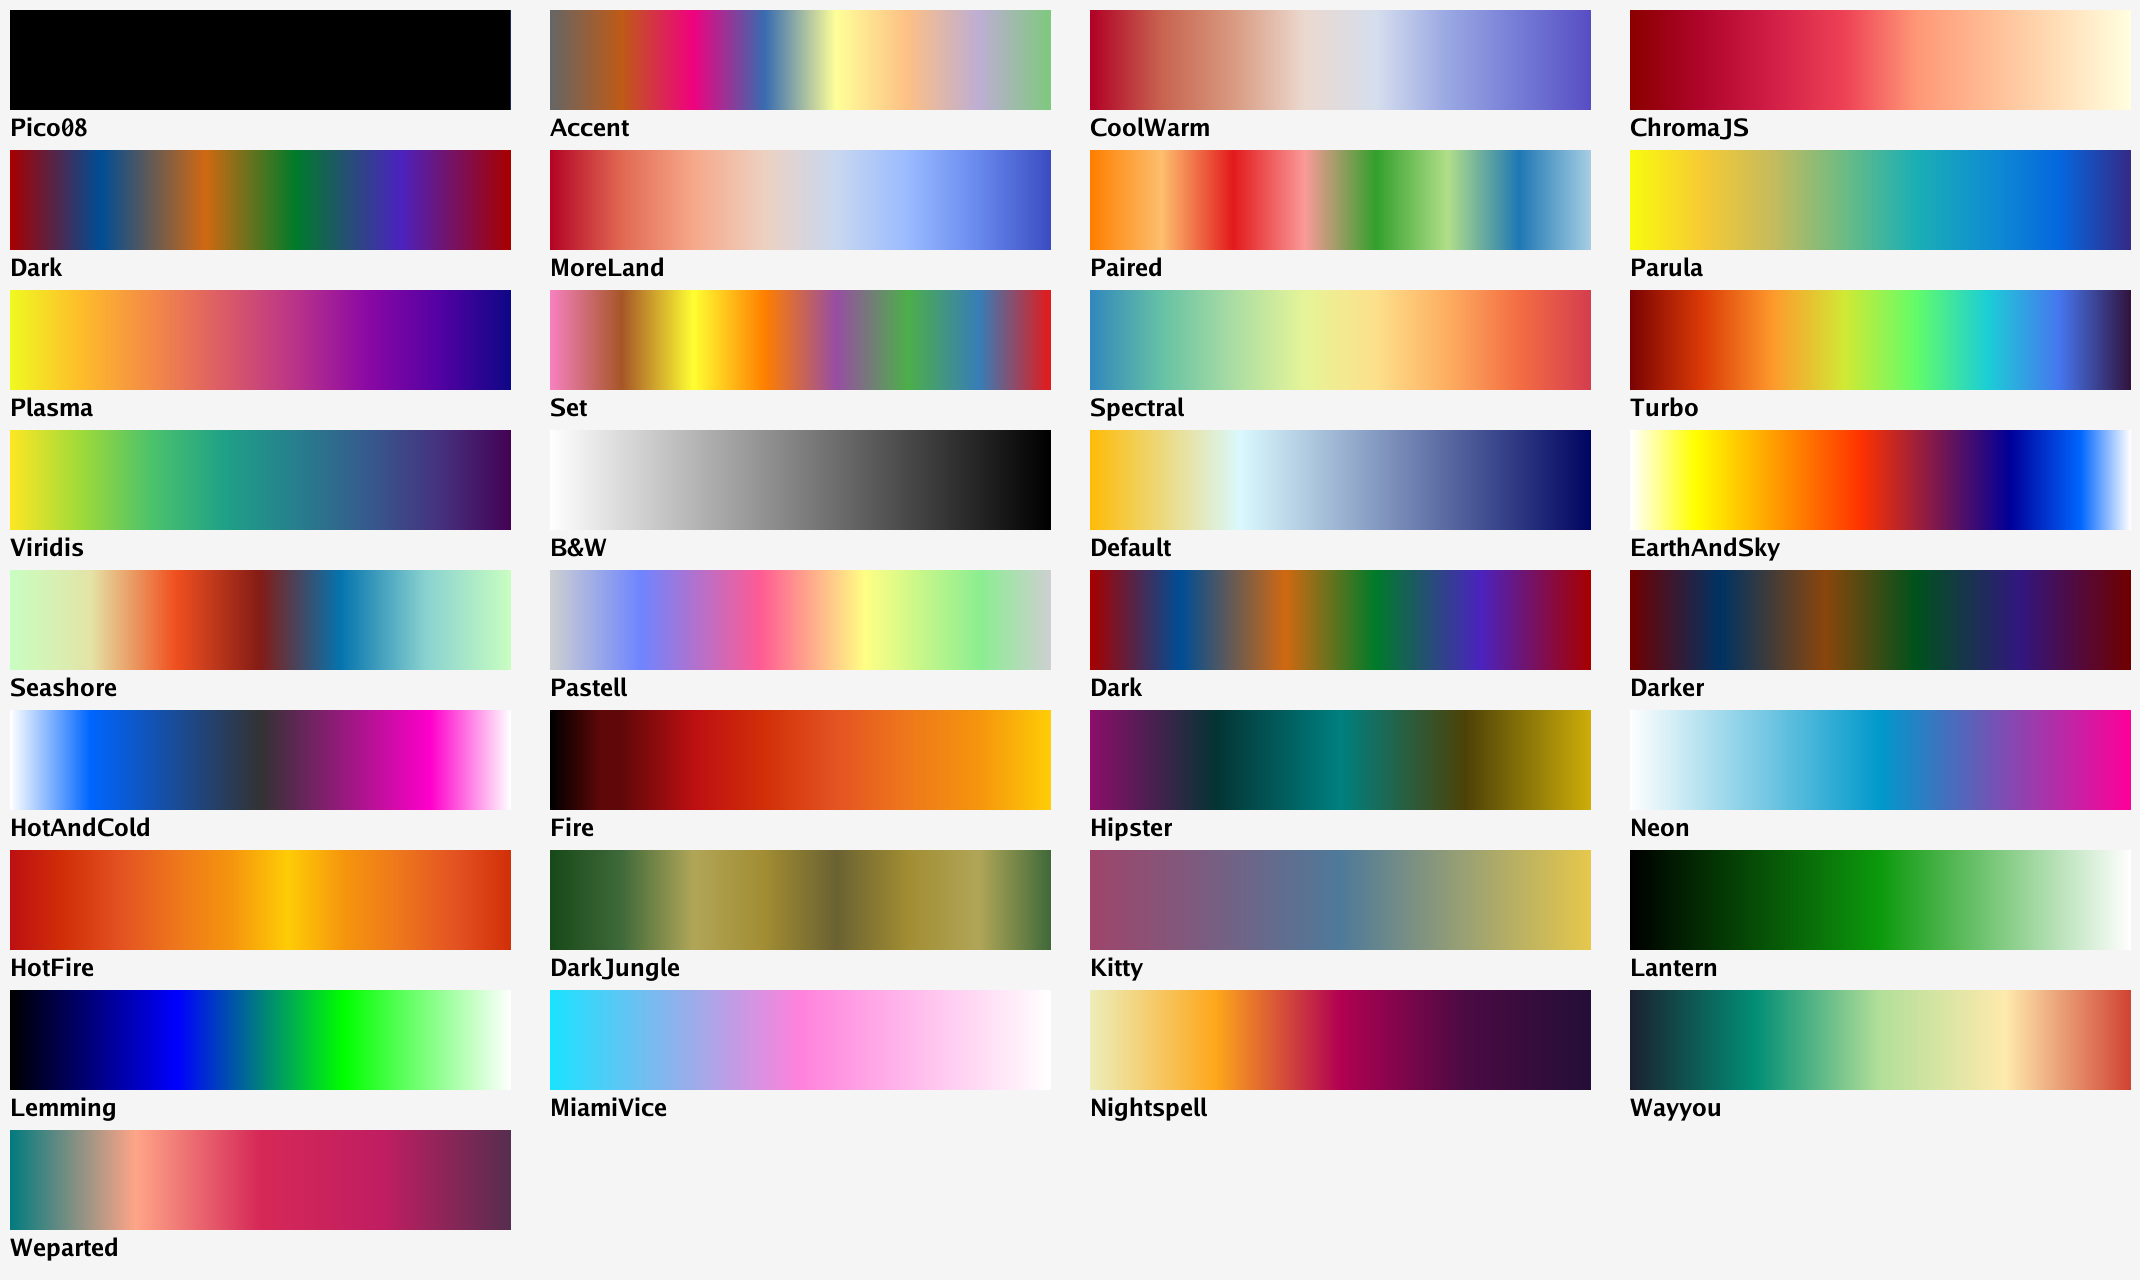 Pico08
Accent
CoolWarm
ChromaJS
Dark
MoreLand
Paired
Parula
Plasma
Set
Spectral
Turbo
Viridis
B&W
Default
EarthAndSky
Seashore
Pastell
Dark
Darker
HotAndCold
Fire
Hipster
Neon
HotFire
DarkJungle
Kitty
Lantern
Lemming
MiamiVice
Nightspell
Wayyou
Weparted